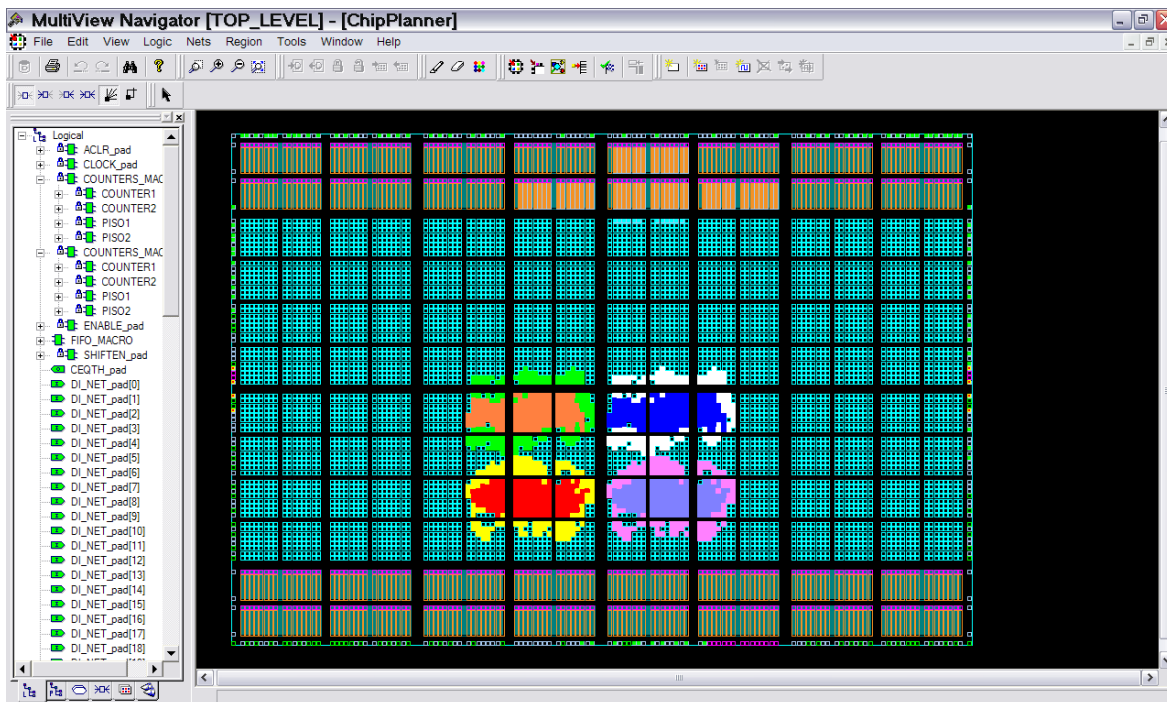 MultiView Navigator [TOP_LEVEL] - [ChipPlanner]
File Edit View Logic Nets Region Tools Window Help
Logical
ACLR_pad
CLOCK_pad
COUNTERS_MAC
COUNTER1
COUNTER2
PISO1
PISO2
COUNTERS_MAC
COUNTER1
COUNTER2
PISO1
PISO2
ENABLE_pad
FIFO_MACRO
SHIFTEN_pad
CEQTH_pad
DI_NET_pad[0]
DI_NET_pad[1]
DI_NET_pad[2]
DI_NET_pad[3]
DI_NET_pad[4]
DI_NET_pad[5]
DI_NET_pad[6]
DI_NET_pad[7]
DI_NET_pad[8]
DI_NET_pad[9]
DI_NET_pad[10]
DI_NET_pad[11]
DI_NET_pad[12]
DI_NET_pad[13]
DI_NET_pad[14]
DI_NET_pad[15]
DI_NET_pad[16]
DI_NET_pad[17]
DI_NET_pad[18]